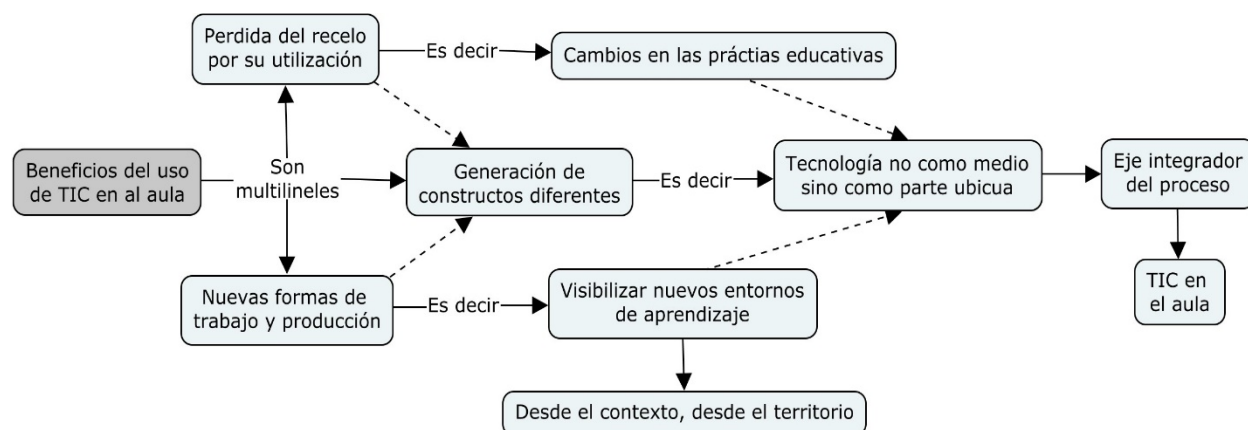 Perdida del recelo
por su utilización
Es decir
Cambios en las práctias educativas
Beneficios del uso
de TIC en al aula
Son
multilineles
Generación de
constructos diferentes
Es decir
Tecnología no como medio
sino como parte ubicua
Eje integrador
del proceso
TIC en
el aula
Nuevas formas de
trabajo y producción
Es decir
Visibilizar nuevos entornos
de aprendizaje
Desde el contexto, desde el territorio